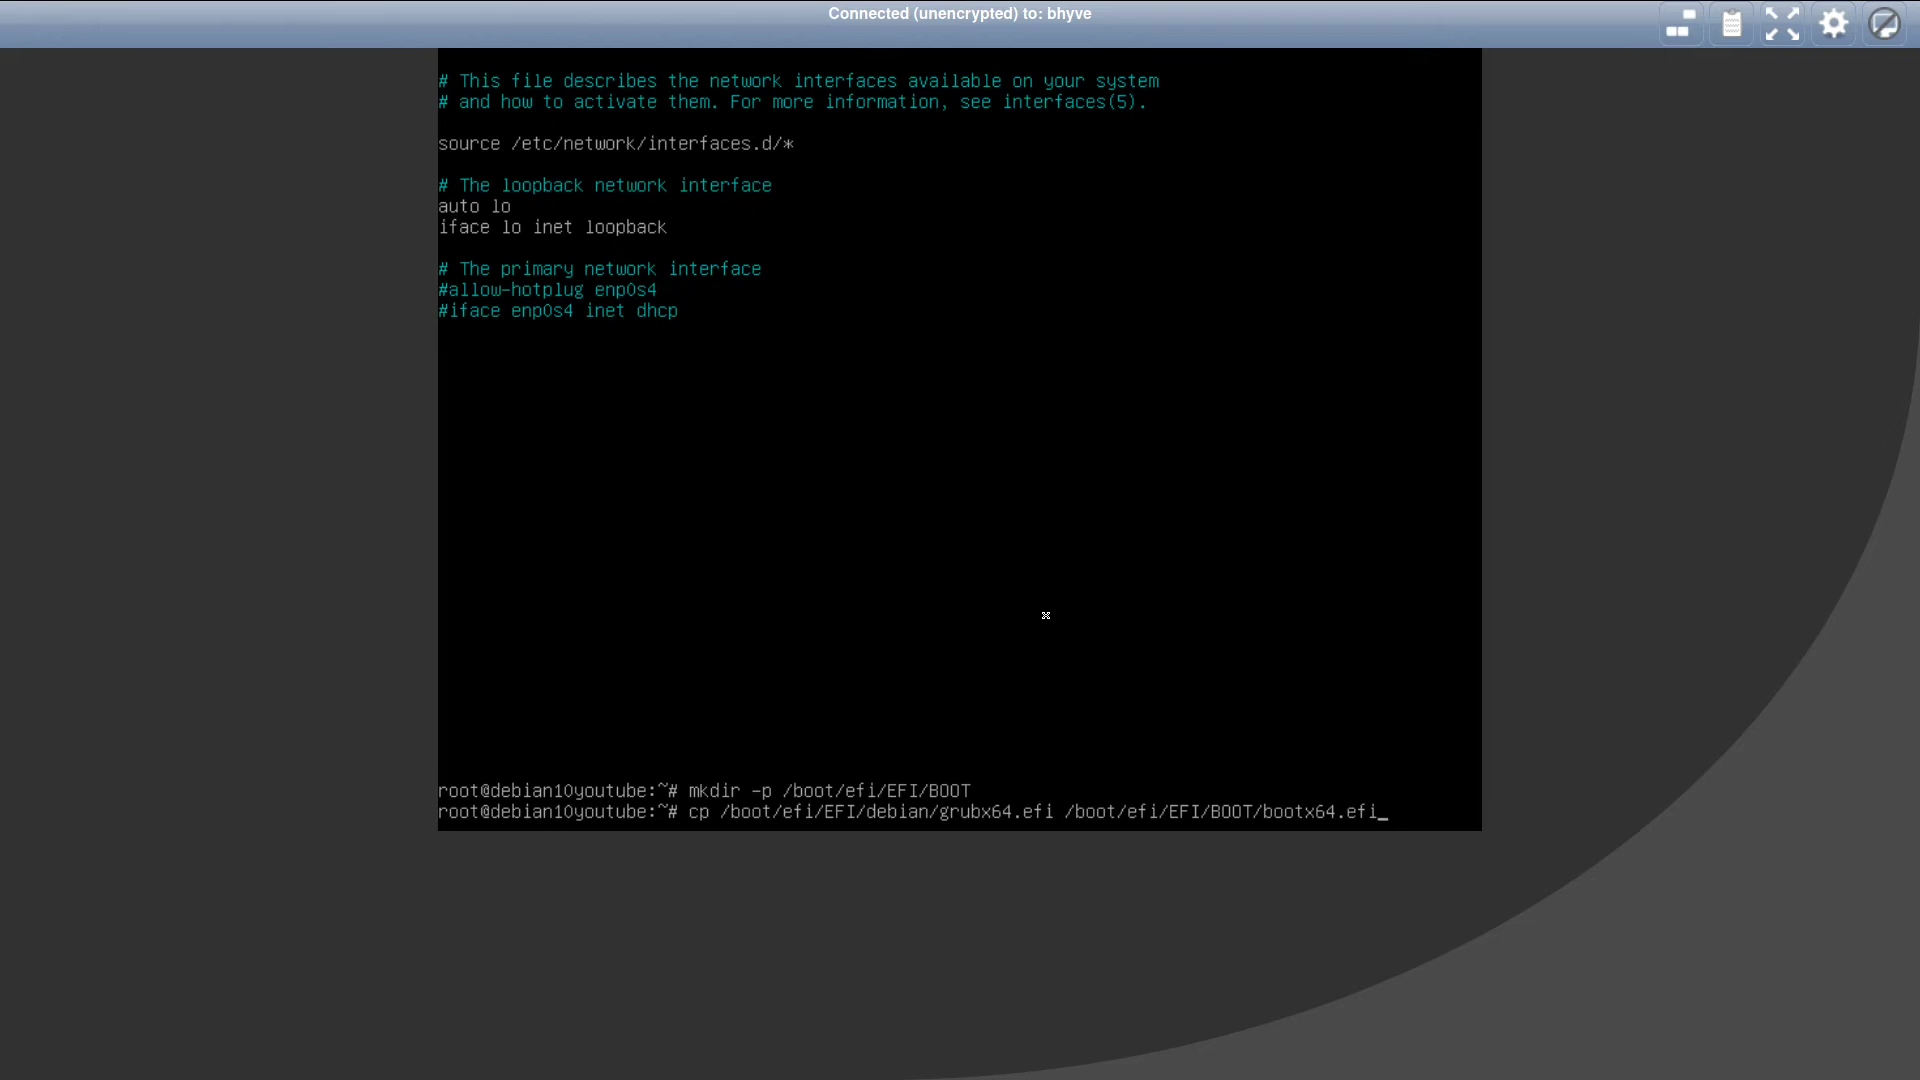 Connected (unencrypted) to: bhyve
# This file describes the network interfaces available on your system
# and how to activate them. For more information, see interfaces(5).
source /etc/network/interfaces.d/*
# The loopback network interface
auto lo
iface lo inet loopback
# The primary network interface
#allow-hotplug enp0s4
#iface enp0s4 inet dhcp
root@debian10youtube:~# mkdir -p /boot/efi/EFI/BOOT
root@debian10youtube:~# cp /boot/efi/EFI/debian/grubx64.efi /boot/efi/EFI/BOOT/bootx64.efi_